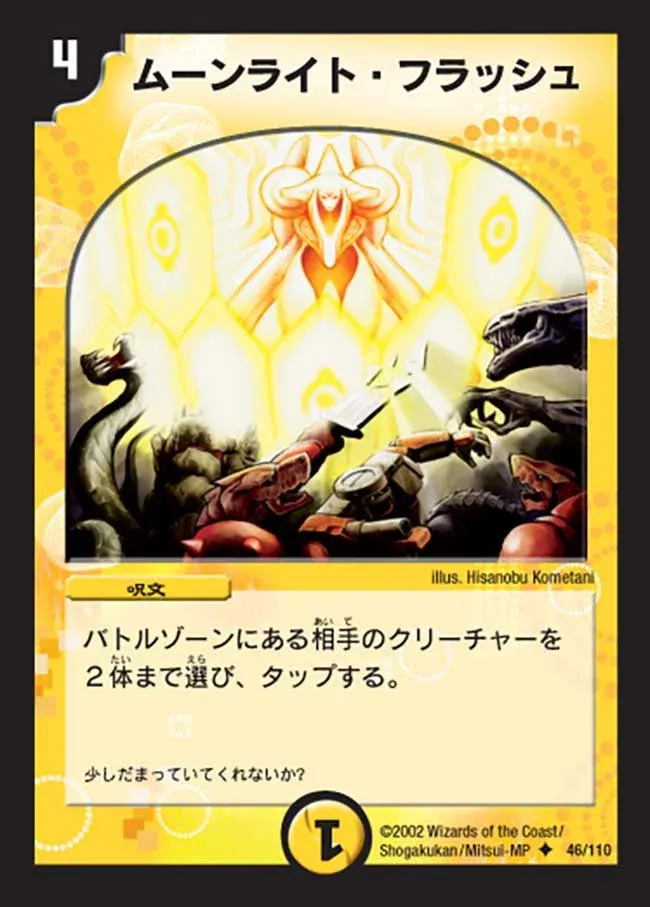 4
ムーンライト・フラッシュ
illus. Hisanobu Kometani
呪文
バトルゾーンにある相手のクリーチャーを
2体まで選び、タップする。
少しだまっていてくれないか?
1
©2002 Wizards of the Coast/
Shogakukan/Mitsui-MP ♦ 46/110